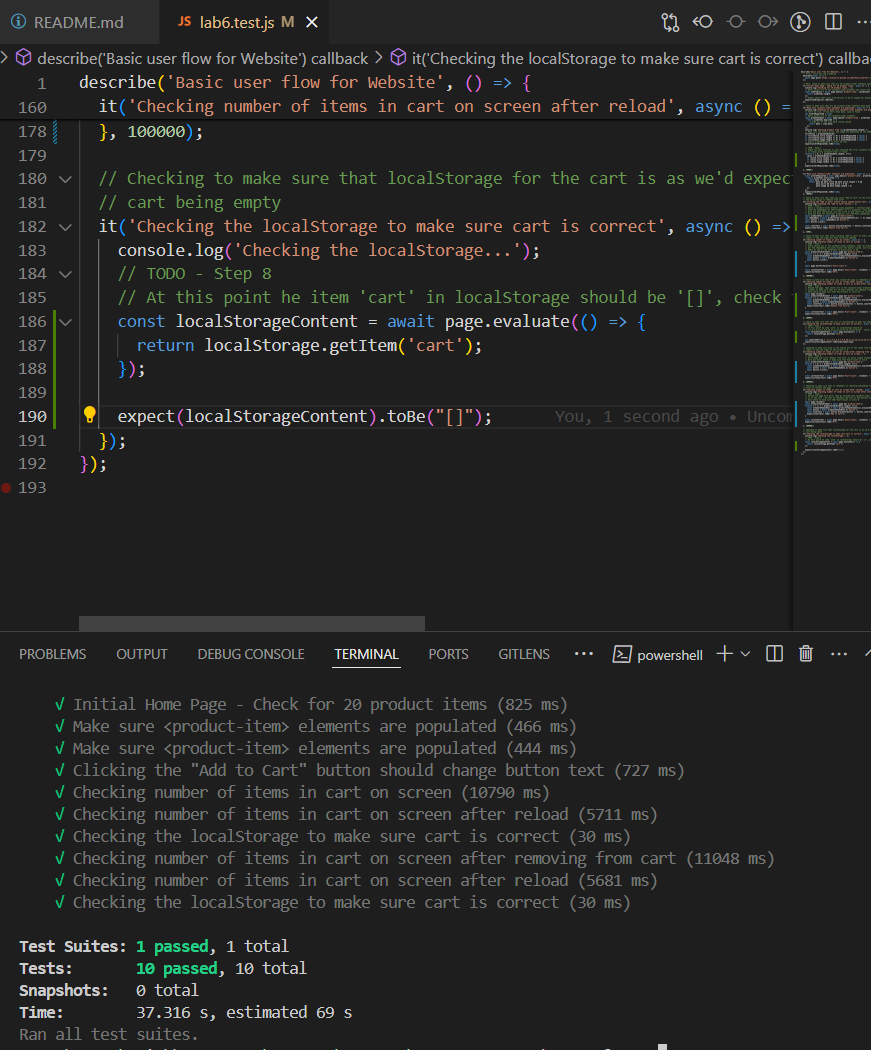 README.md
JS lab6.test.js M
describe('Basic user flow for Website') callback > it('Checking the localStorage to make sure cart is correct') callba
1 describe('Basic user flow for Website', () => {
160 it('Checking number of items in cart on screen after reload', async () =
178 }, 100000);
179
180 // Checking to make sure that localStorage for the cart is as we'd expec
181 // cart being empty
182 it('Checking the localStorage to make sure cart is correct', async () =>
183 console.log('Checking the localStorage...');
184 // TODO - Step 8
185 // At this point he item 'cart' in localStorage should be '[]', check
186 const localStorageContent = await page.evaluate(() => {
187 return localStorage.getItem('cart');
188 });
189
190 expect(localStorageContent).toBe("[]"); You, 1 second ago • Uncom
191 });
192 });
193
PROBLEMS OUTPUT DEBUG CONSOLE TERMINAL PORTS GITLENS ... powershell
√ Initial Home Page - Check for 20 product items (825 ms)
√ Make sure <product-item> elements are populated (466 ms)
√ Make sure <product-item> elements are populated (444 ms)
√ Clicking the "Add to Cart" button should change button text (727 ms)
√ Checking number of items in cart on screen (10790 ms)
√ Checking number of items in cart on screen after reload (5711 ms)
√ Checking the localStorage to make sure cart is correct (30 ms)
√ Checking number of items in cart on screen after removing from cart (11048 ms)
√ Checking number of items in cart on screen after reload (5681 ms)
√ Checking the localStorage to make sure cart is correct (30 ms)
Test Suites: 1 passed, 1 total
Tests: 10 passed, 10 total
Snapshots: 0 total
Time: 37.316 s, estimated 69 s
Ran all test suites.